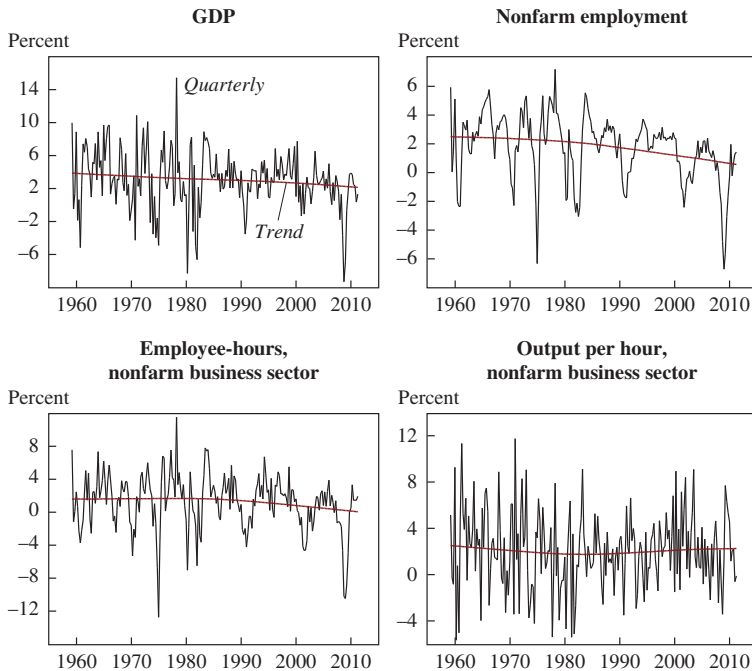 GDP
Percent
14
10
6
2
−2
−6
Quarterly
Trend
1960 1970 1980 1990 2000 2010
Nonfarm employment
Percent
6
4
2
0
−2
−4
−6
1960 1970 1980 1990 2000 2010
Employee-hours,
nonfarm business sector
Percent
8
4
0
−4
−8
−12
1960 1970 1980 1990 2000 2010
Output per hour,
nonfarm business sector
Percent
12
8
4
0
−4
1960 1970 1980 1990 2000 2010